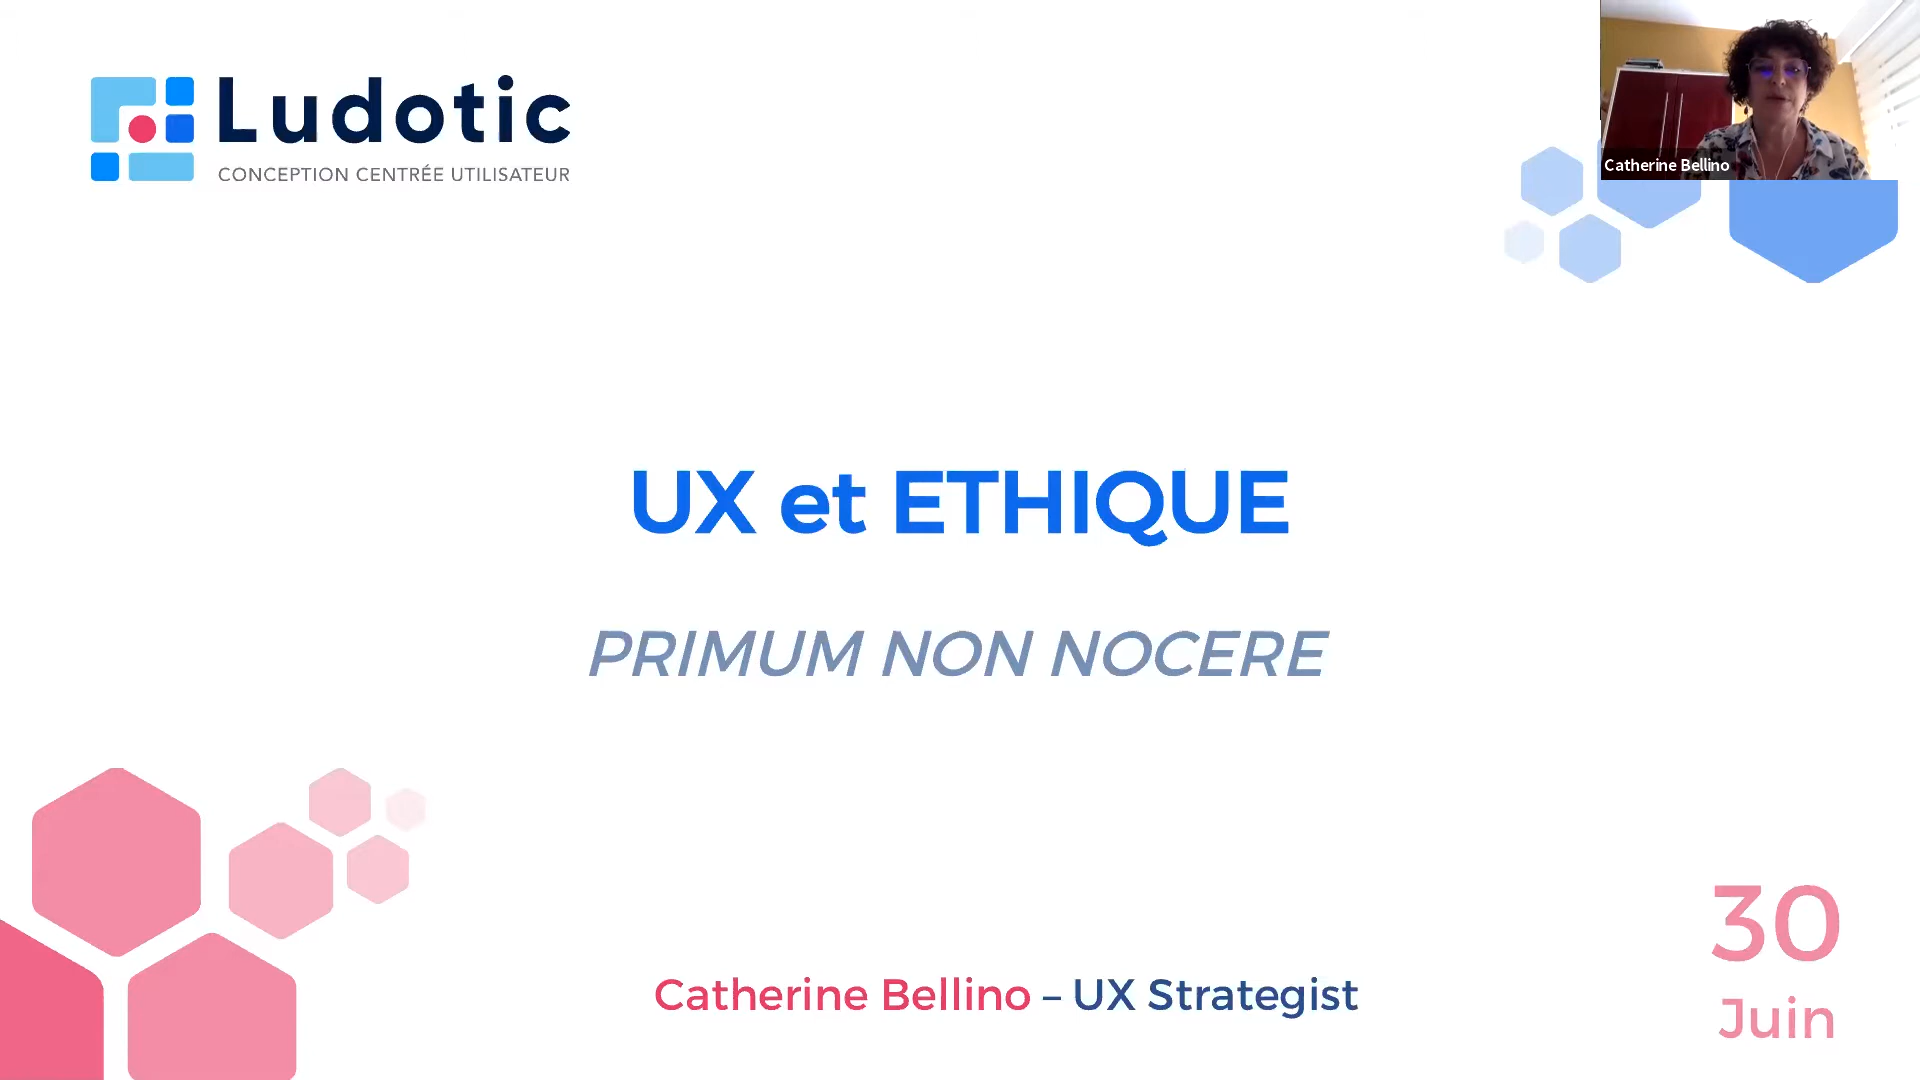 Ludotic
CONCEPTION CENTRÉE UTILISATEUR
Catherine Bellino
UX et ETHIQUE
PRIMUM NON NOCERE
Catherine Bellino – UX Strategist
30
Juin